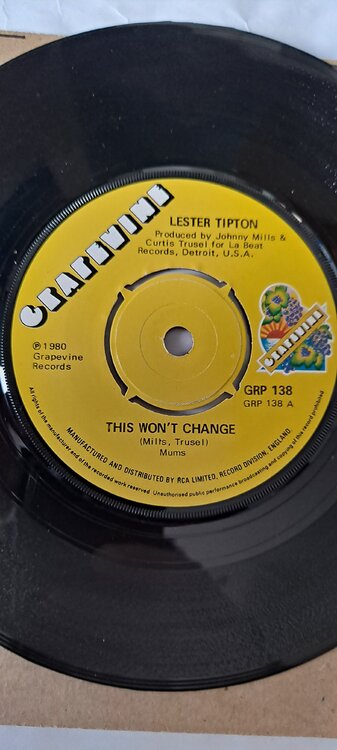 GRAPEVINE
LESTER TIPTON
Produced by Johnny Mills &
Curtis Trusel for La Beat
Records, Detroit, U.S.A.
℗ 1980
Grapevine
Records
GRAPEVINE
GRP 138
GRP 138 A
THIS WON'T CHANGE
(Milts, Trusel)
Mums
MANUFACTURED AND DISTRIBUTED BY RCA LIMITED, RECORD DIVISION, ENGLAND.
All rights of the manufacturer and of the owner of the recorded work reserved Unauthorised public performance broadcasting and copying of this record prohibited